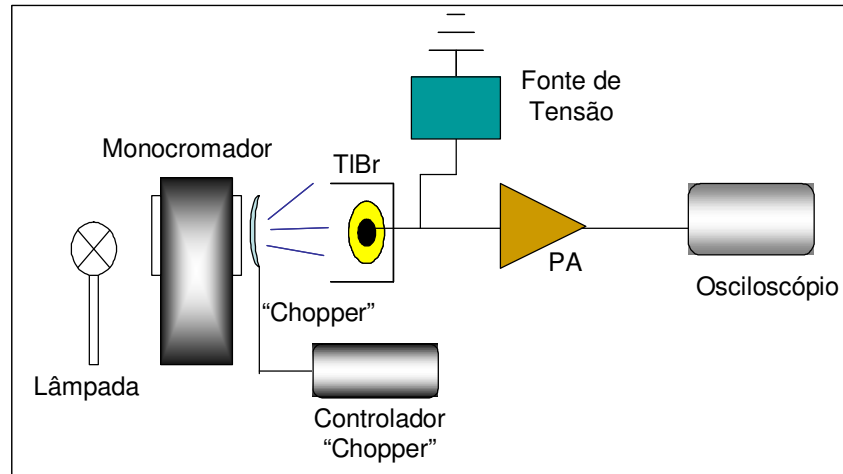 Fonte de
Tensão
Monocromador
TlBr
PA
Osciloscópio
“Chopper”
Lâmpada
Controlador
“Chopper”